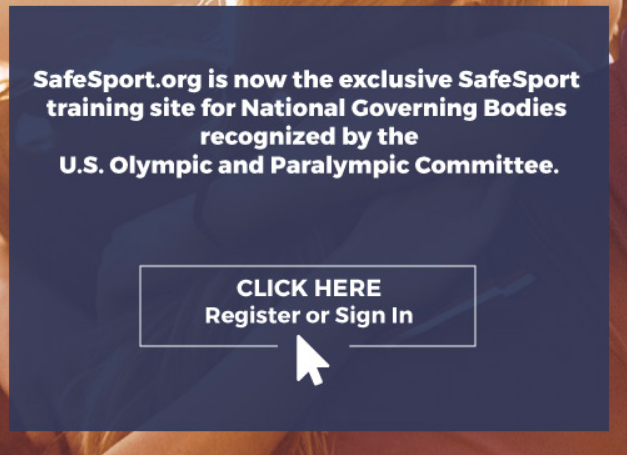 SafeSport.org is now the exclusive SafeSport
training site for National Governing Bodies
recognized by the
U.S. Olympic and Paralympic Committee.
CLICK HERE
Register or Sign In